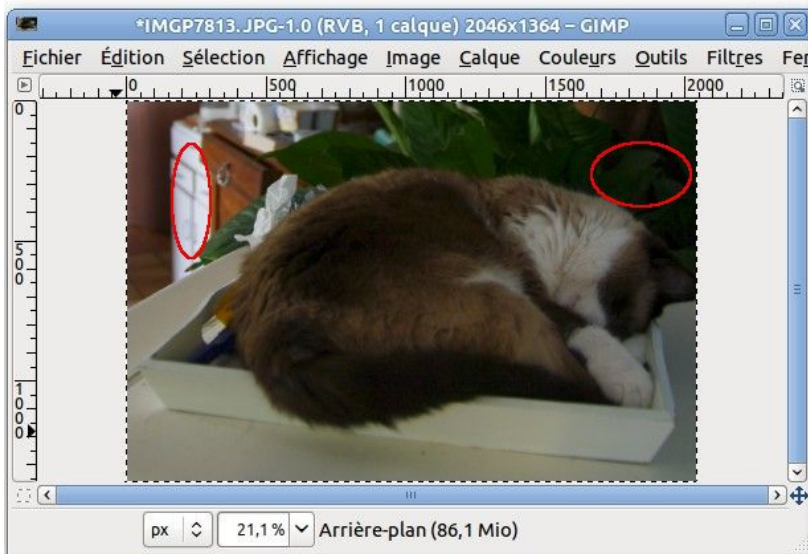 *IMGP7813.JPG-1.0 (RVB, 1 calque) 2046x1364 – GIMP
Fichier Édition Sélection Affichage Image Calque Couleurs Outils Filtres Fe
0 500 1000 1500 2000
0
500
1000
px 21,1 % Arrière-plan (86,1 Mio)